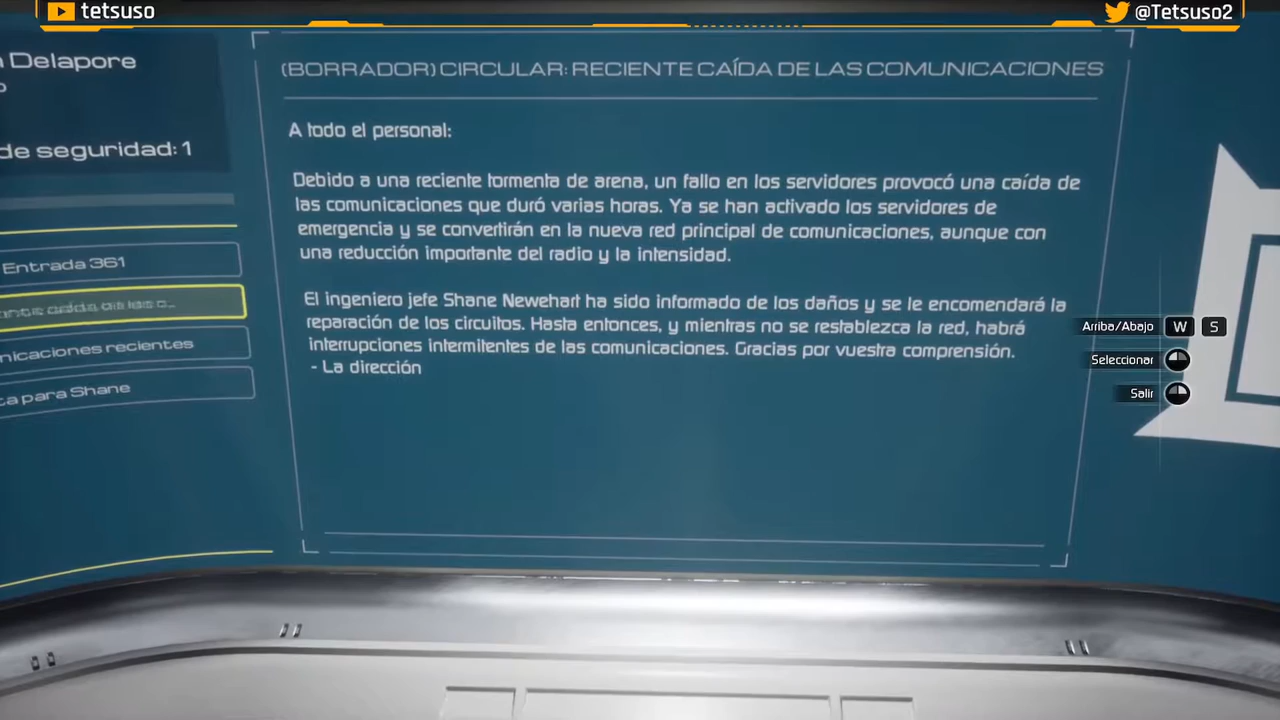 tetsuso
@Tetsuso2
Delapore
de seguridad: 1
Entrada 361
nicaciones recientes
ta para Shane
(BORRADOR) CIRCULAR: RECIENTE CAÍDA DE LAS COMUNICACIONES
A todo el personal:
Debido a una reciente tormenta de arena, un fallo en los servidores provocó una caída de
las comunicaciones que duró varias horas. Ya se han activado los servidores de
emergencia y se convertirán en la nueva red principal de comunicaciones, aunque con
una reducción importante del radio y la intensidad.
El ingeniero jefe Shane Newehart ha sido informado de los daños y se le encomendará la
reparación de los circuitos. Hasta entonces, y mientras no se restablezca la red, habrá
interrupciones intermitentes de las comunicaciones. Gracias por vuestra comprensión.
- La dirección
Arriba/Abajo W S
Seleccionar
Salir